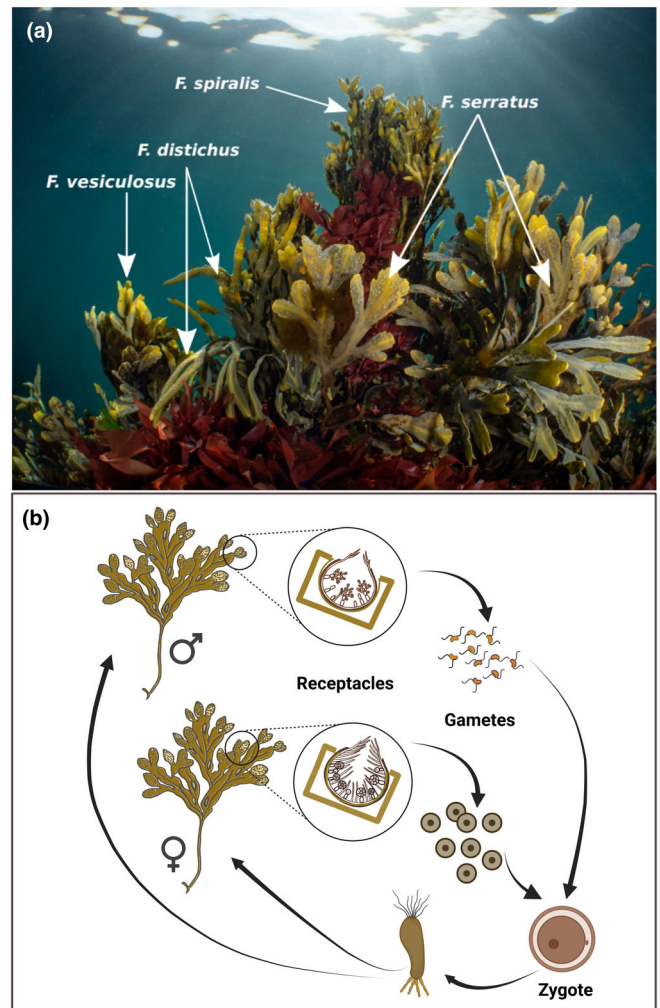 (a)
F. spiralis
F. serratus
F. distichus
F. vesiculosus
(b)
♂
Receptacles
Gametes
♀
Zygote